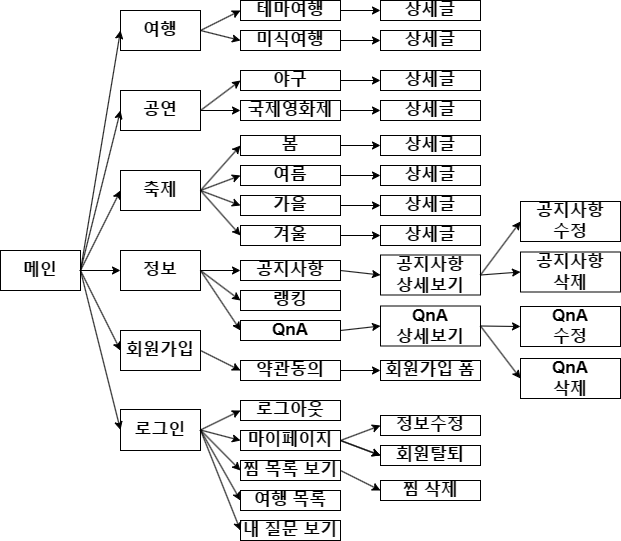 메인
여행
테마여행
상세글
미식여행
상세글
공연
야구
상세글
국제영화제
상세글
축제
봄
상세글
여름
상세글
가을
상세글
겨울
상세글
정보
공지사항
공지사항
상세보기
공지사항
수정
공지사항
삭제
랭킹
QnA
QnA
상세보기
QnA
수정
QnA
삭제
회원가입
약관동의
회원가입 폼
로그인
로그아웃
마이페이지
정보수정
회원탈퇴
찜 목록 보기
찜 삭제
여행 목록
내 질문 보기